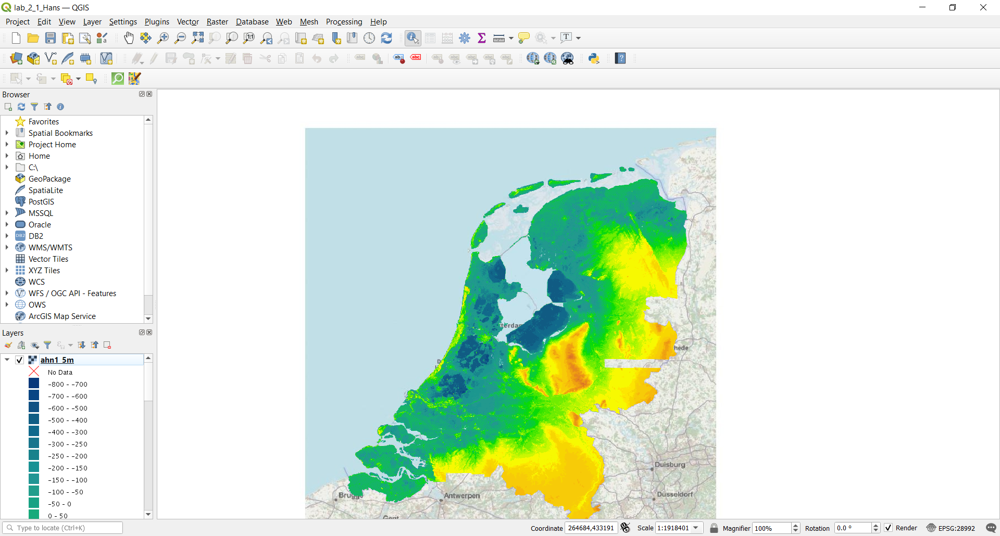 lab_2_1_Hans — QGIS
Project Edit View Layer Settings Plugins Vector Raster Database Web Mesh Processing Help
Browser
Favorites
Spatial Bookmarks
Project Home
Home
C:\
GeoPackage
SpatiaLite
PostGIS
MSSQL
Oracle
DB2
WMS/WMTS
Vector Tiles
XYZ Tiles
WCS
WFS / OGC API - Features
OWS
ArcGIS Map Service
Layers
ahn1_5m
No Data
-800 - -700
-700 - -600
-600 - -500
-500 - -400
-400 - -300
-300 - -250
-250 - -200
-200 - -150
-150 - -100
-100 - -50
-50 - 0
0 - 50
terdam
hede
Duisburg
Düsseldorf
Brugge
Antwerpen
Gent
Type to locate (Ctrl+K)
Coordinate 264684,433191 Scale 1:1918401 Magnifier 100% Rotation 0.0 ° Render EPSG:28992